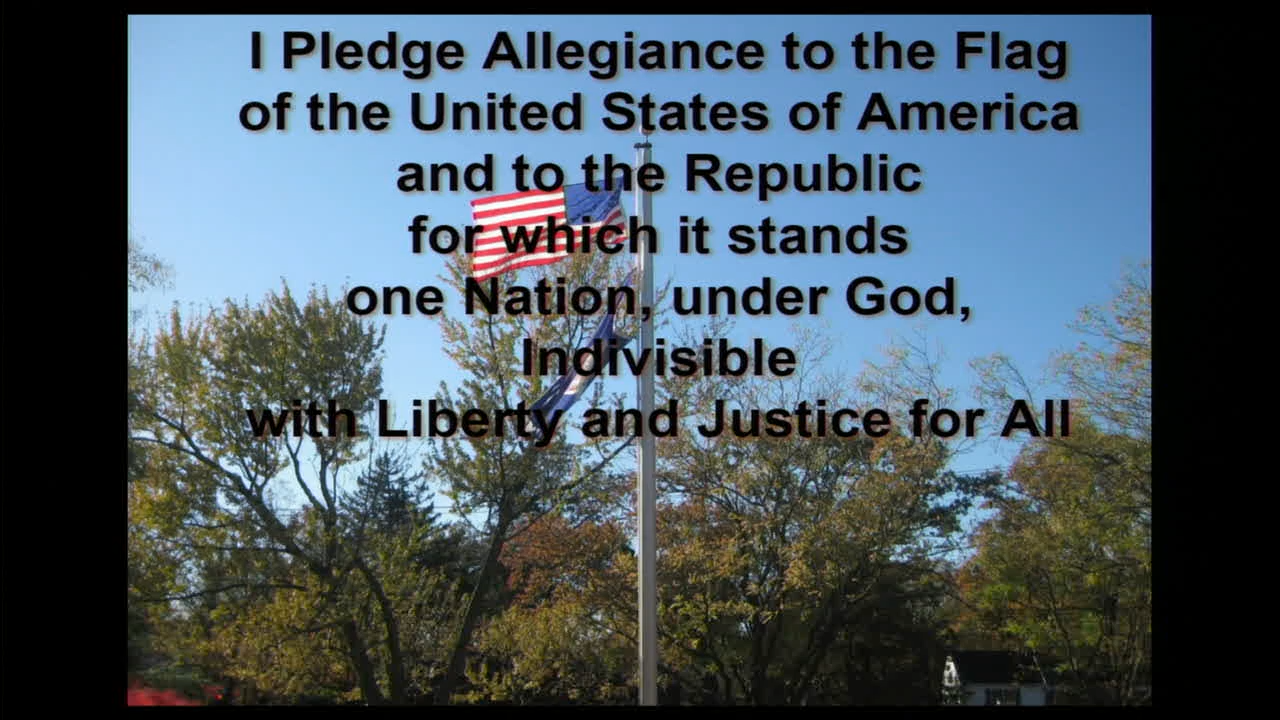 I Pledge Allegiance to the Flag
of the United States of America
and to the Republic
for which it stands
one Nation, under God,
Indivisible
with Liberty and Justice for All